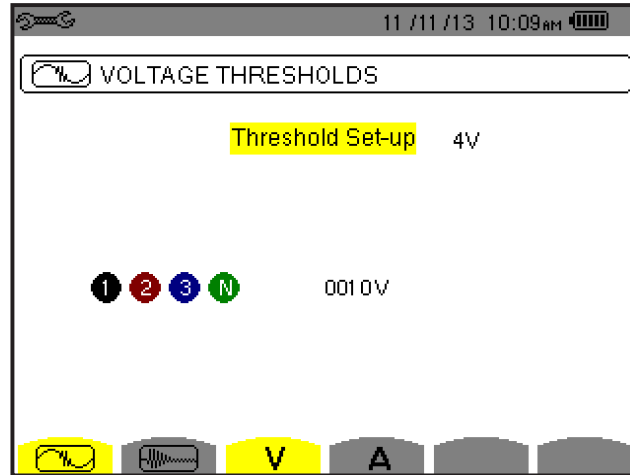 11 /11 /13 10:09AM
VOLTAGE THRESHOLDS
Threshold Set-up 4V
1 2 3 N 0010V
V A